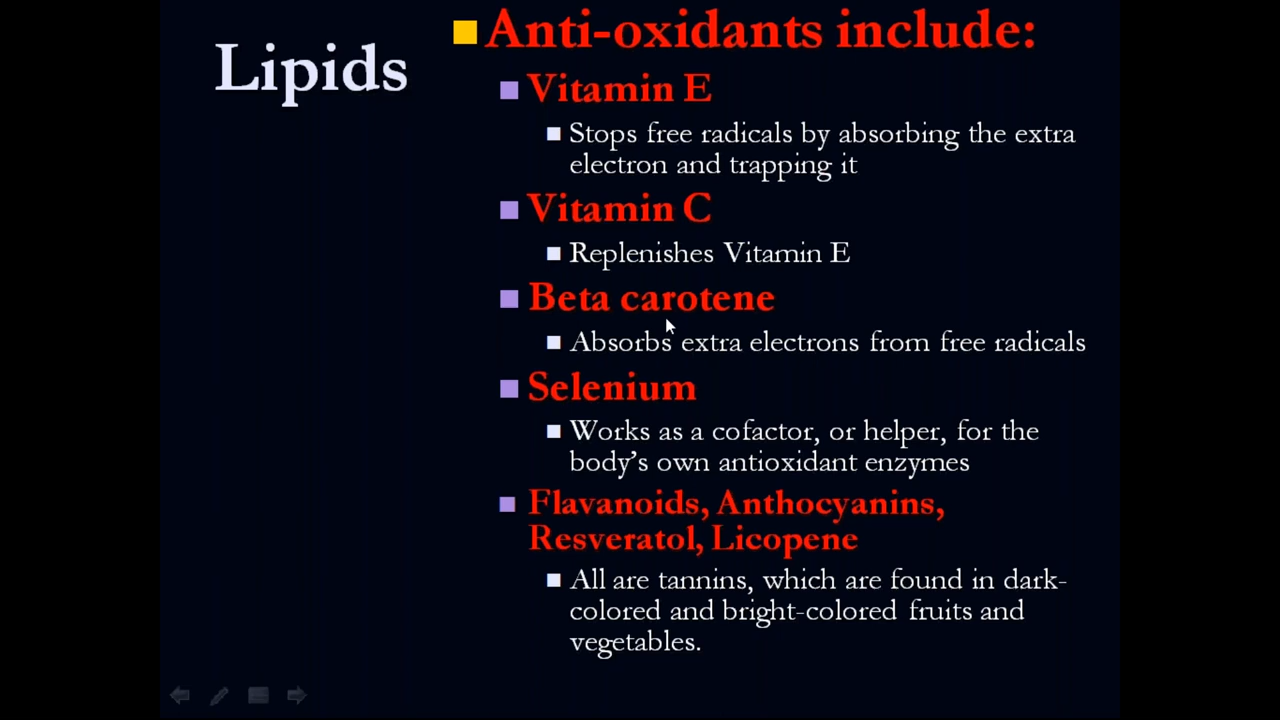 Lipids
Anti-oxidants include:
Vitamin E
Stops free radicals by absorbing the extra
electron and trapping it
Vitamin C
Replenishes Vitamin E
Beta carotene
Absorbs extra electrons from free radicals
Selenium
Works as a cofactor, or helper, for the
body's own antioxidant enzymes
Flavanoids, Anthocyanins,
Resveratol, Licopene
All are tannins, which are found in dark-
colored and bright-colored fruits and
vegetables.